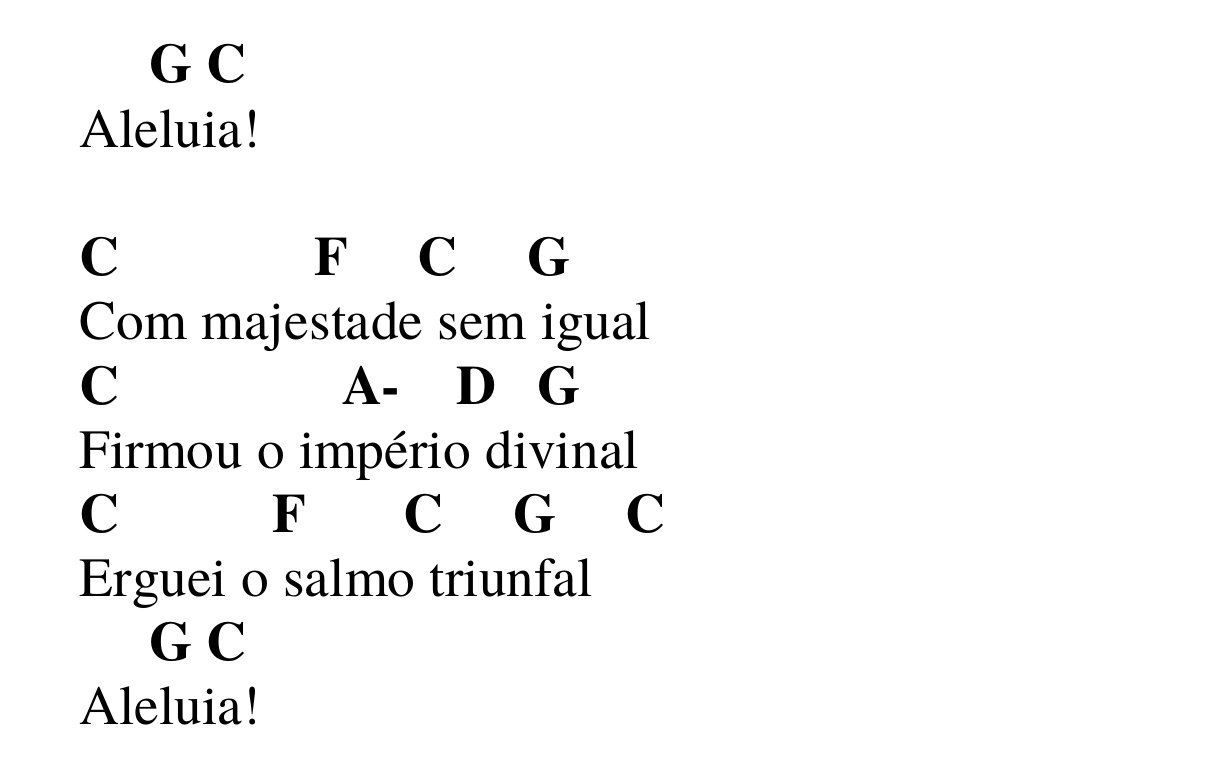 G C
Aleluia!
C F C G
Com majestade sem igual
C A- D G
Firmou o império divinal
C F C G C
Erguei o salmo triunfal
G C
Aleluia!